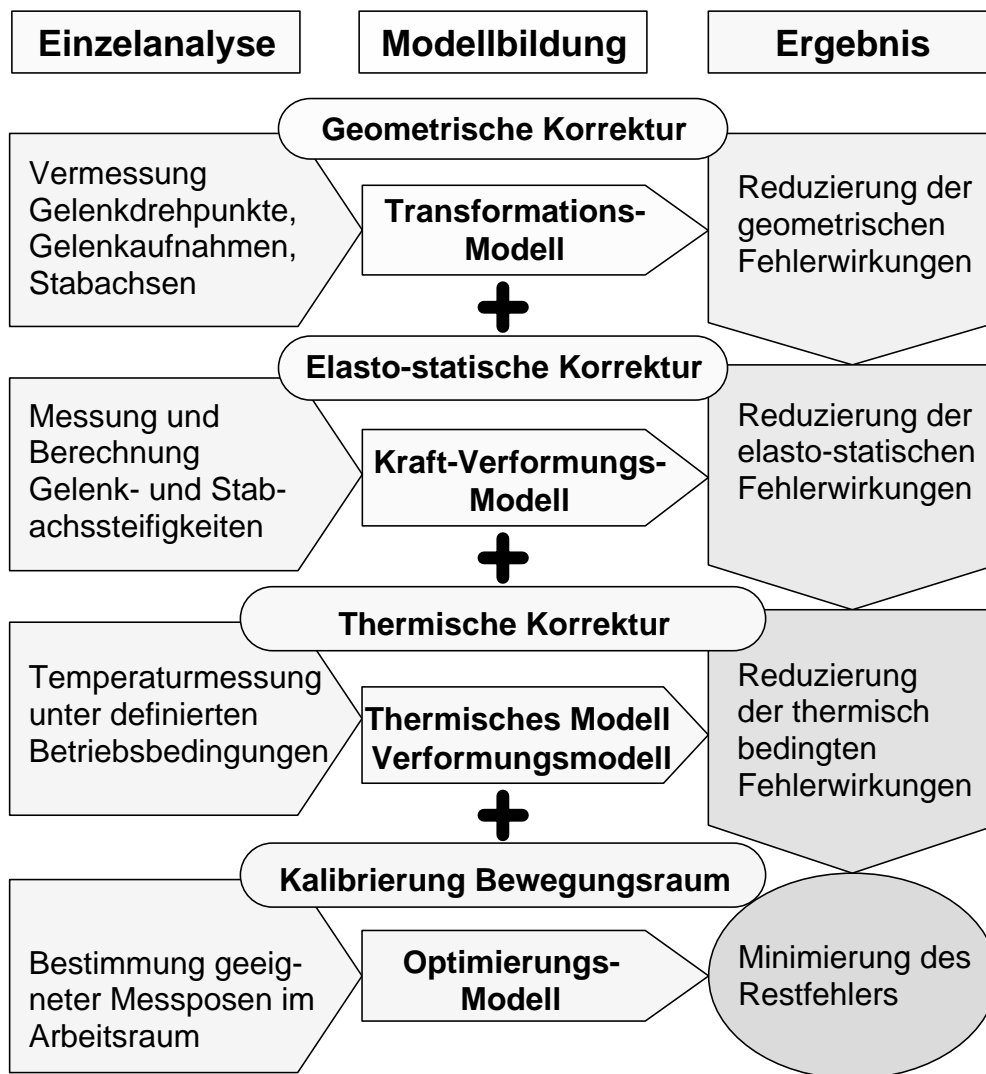 Einzelanalyse
Modellbildung
Ergebnis
Geometrische Korrektur
Vermessung
Gelenkdrehpunkte,
Gelenkaufnahmen,
Stabachsen
Transformations-
Modell
Reduzierung der
geometrischen
Fehlerwirkungen
Elasto-statische Korrektur
Messung und
Berechnung
Gelenk- und Stab-
achssteifigkeiten
Kraft-Verformungs-
Modell
Reduzierung der
elasto-statischen
Fehlerwirkungen
Thermische Korrektur
Temperaturmessung
unter definierten
Betriebsbedingungen
Thermisches Modell
Verformungsmodell
Reduzierung
der thermisch
bedingten
Fehlerwirkungen
Kalibrierung Bewegungsraum
Bestimmung geeig-
neter Messposen im
Arbeitsraum
Optimierungs-
Modell
Minimierung des
Restfehlers